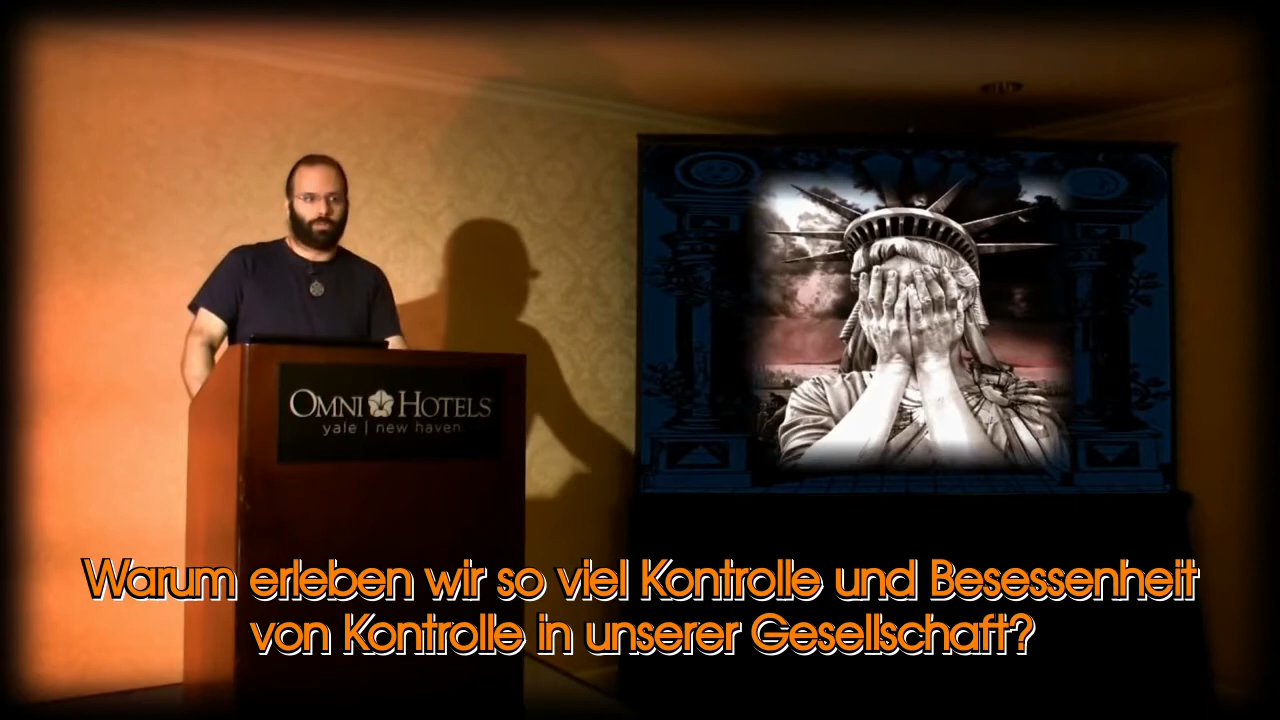 OMNI HOTELS
yale | new haven
Warum erleben wir so viel Kontrolle und Besessenheit
von Kontrolle in unserer Gesellschaft?